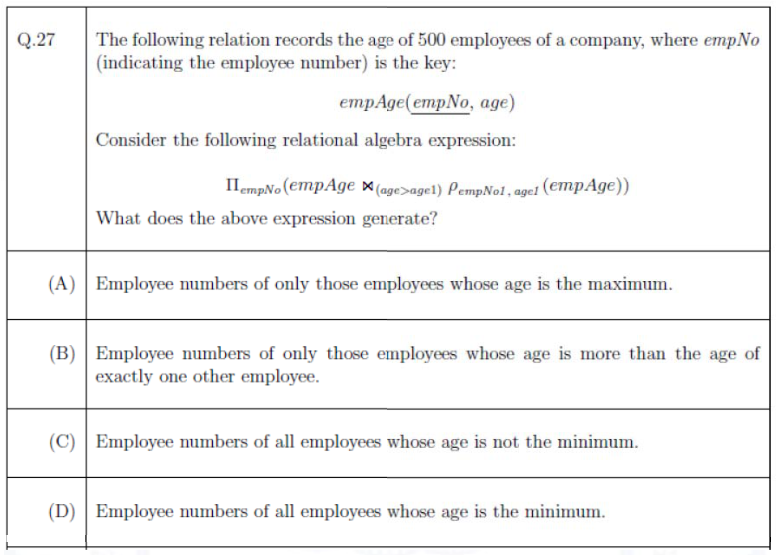 Q.27 The following relation records the age of 500 employees of a company, where empNo
(indicating the employee number) is the key:
empAge(empNo, age)
Consider the following relational algebra expression:
Π_empNo(empAge ⋈_(age>age1) ρ_empNo1, age1(empAge))
What does the above expression generate?
(A) Employee numbers of only those employees whose age is the maximum.
(B) Employee numbers of only those employees whose age is more than the age of
exactly one other employee.
(C) Employee numbers of all employees whose age is not the minimum.
(D) Employee numbers of all employees whose age is the minimum.